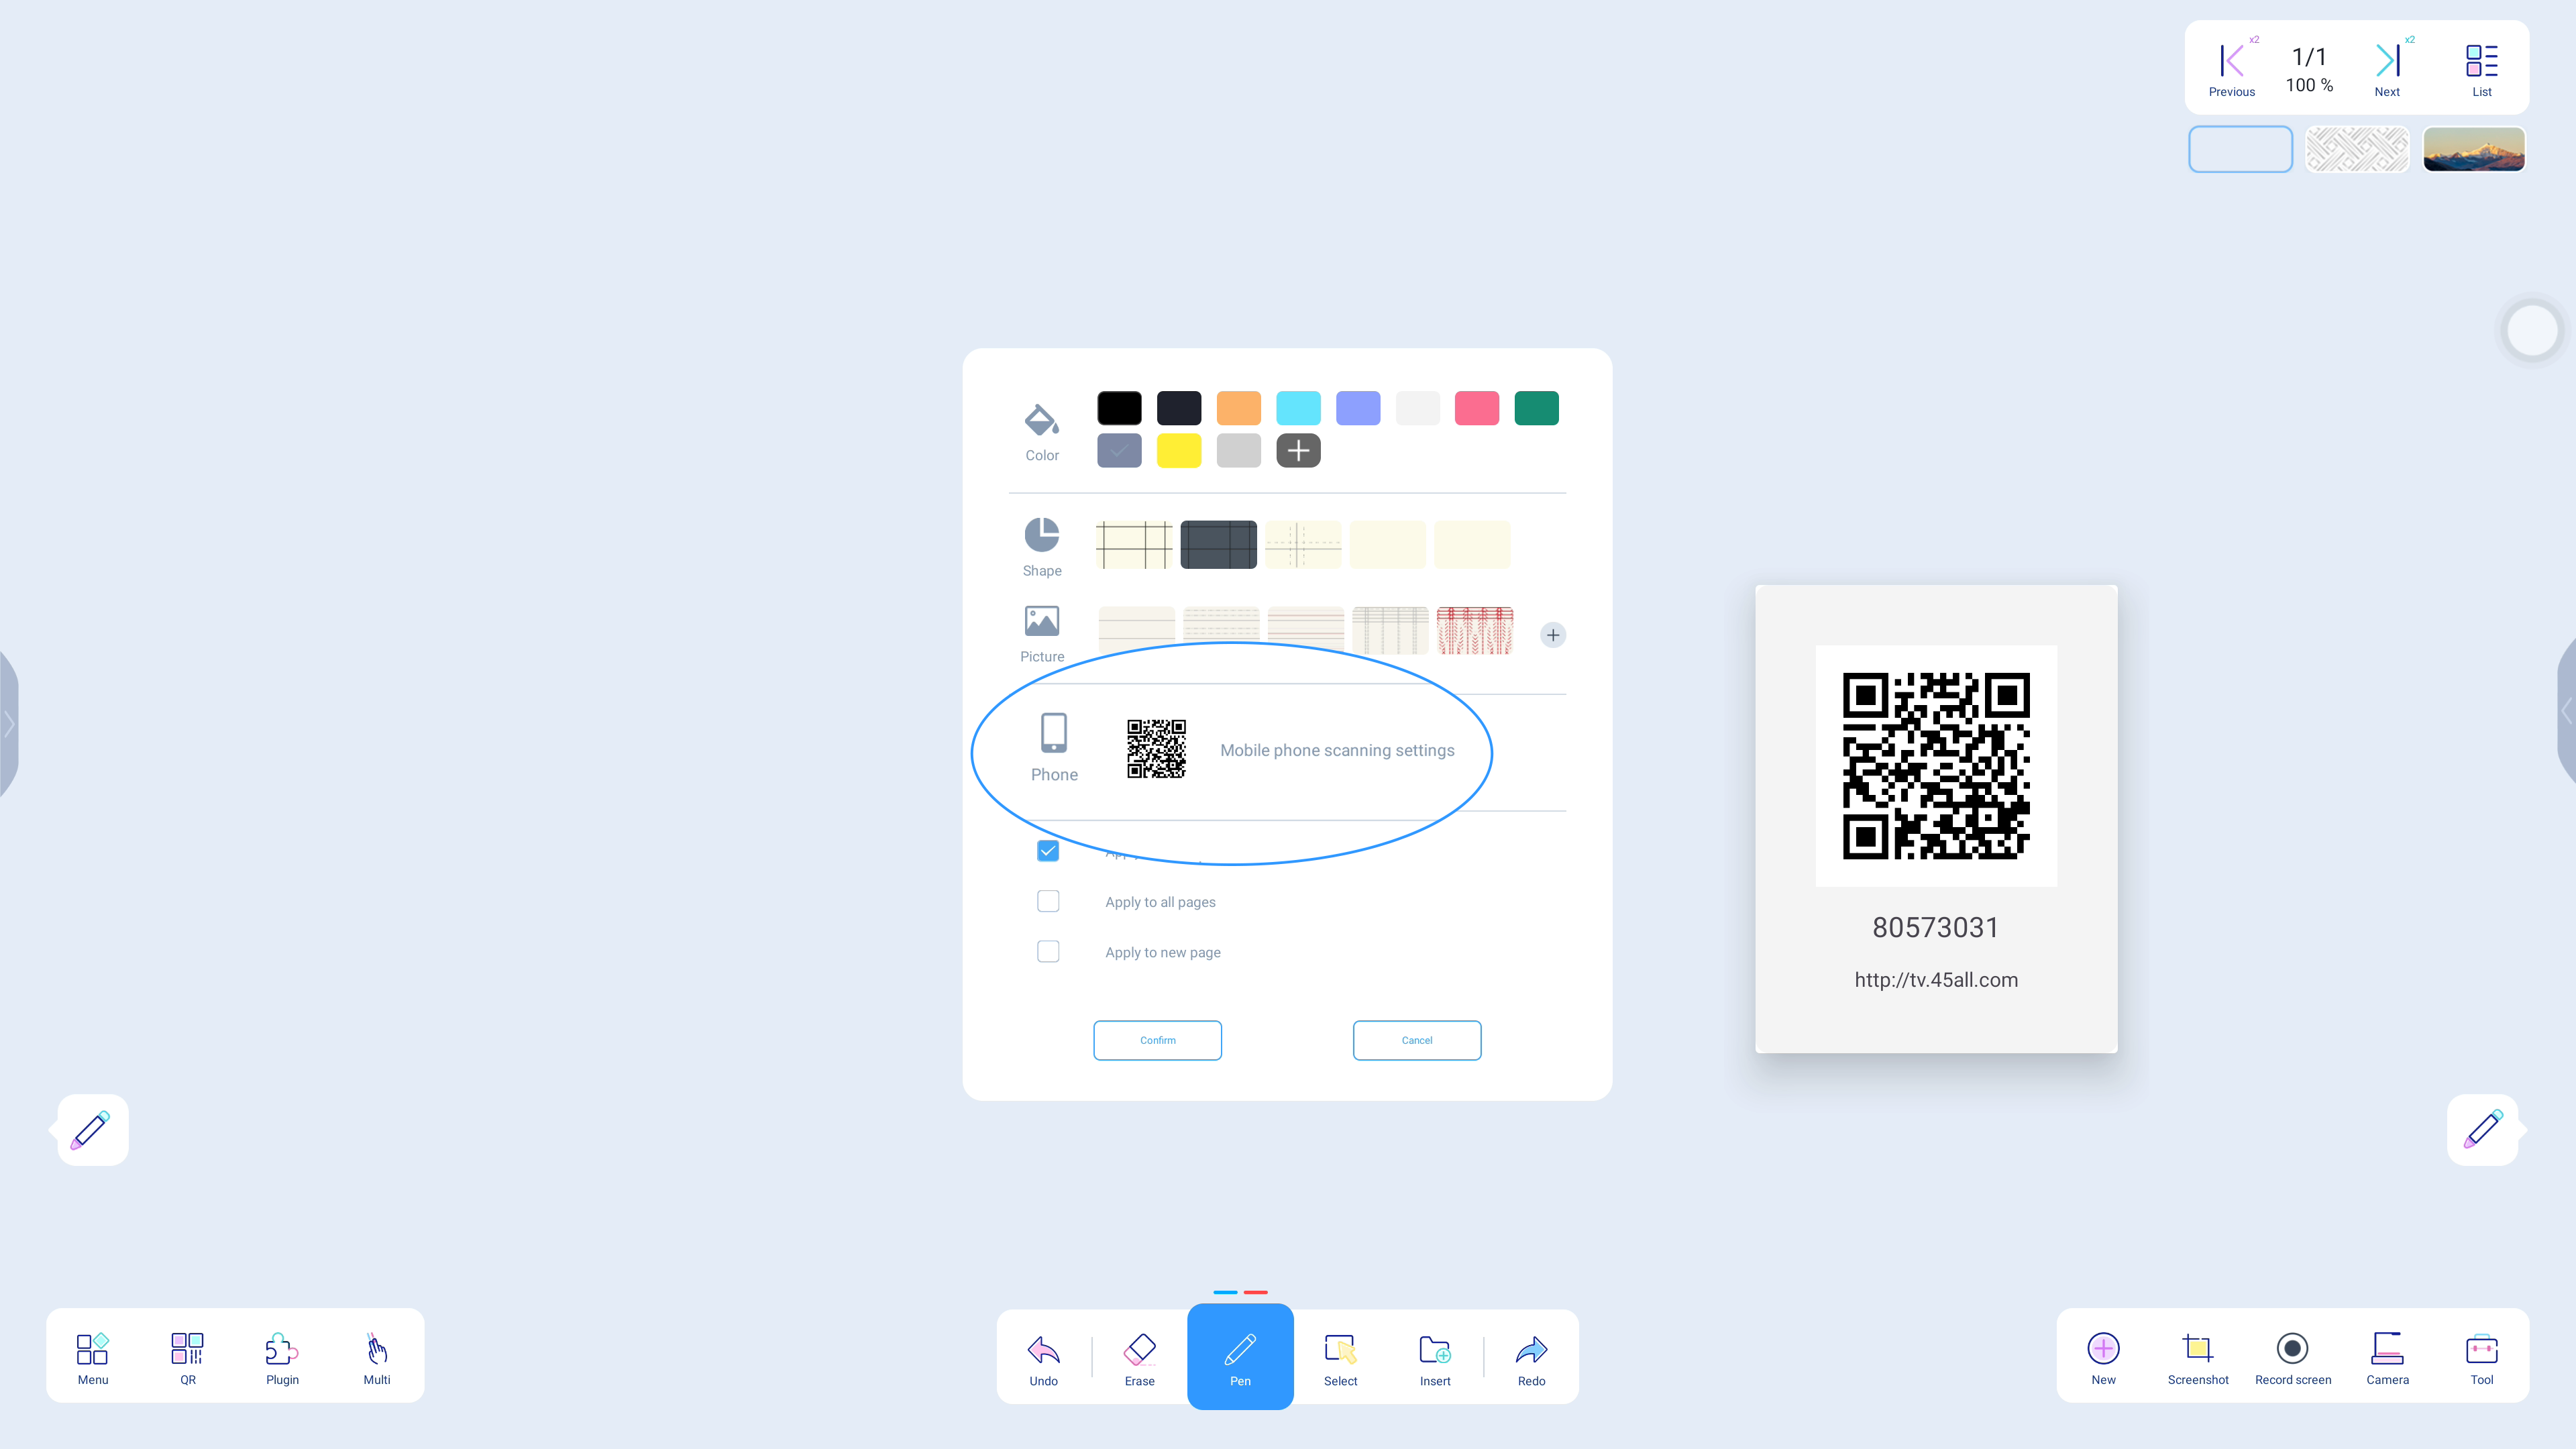 x2
x2
1/1
100 %
Previous
Next
List
Color
Shape
Picture
Phone
Mobile phone scanning settings
Apply to all pages
Apply to new page
Confirm
Cancel
80573031
http://tv.45all.com
Menu
QR
Plugin
Multi
Undo
Erase
Pen
Select
Insert
Redo
New
Screenshot
Record screen
Camera
Tool